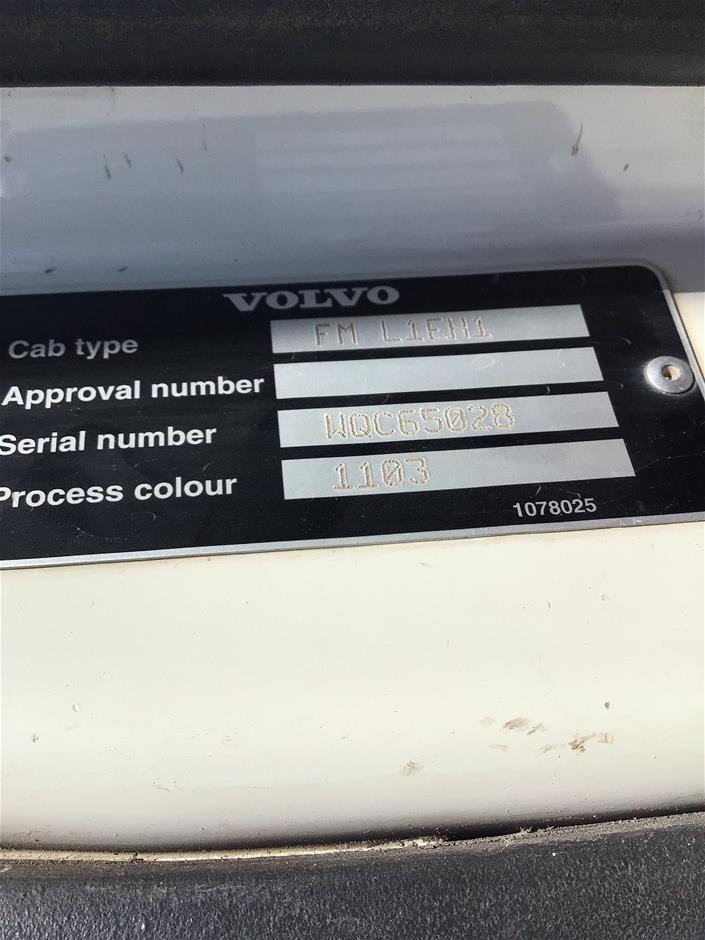 VOLVO
Cab type FM L1EH1
Approval number
Serial number WQC65028
Process colour 1103
1078025